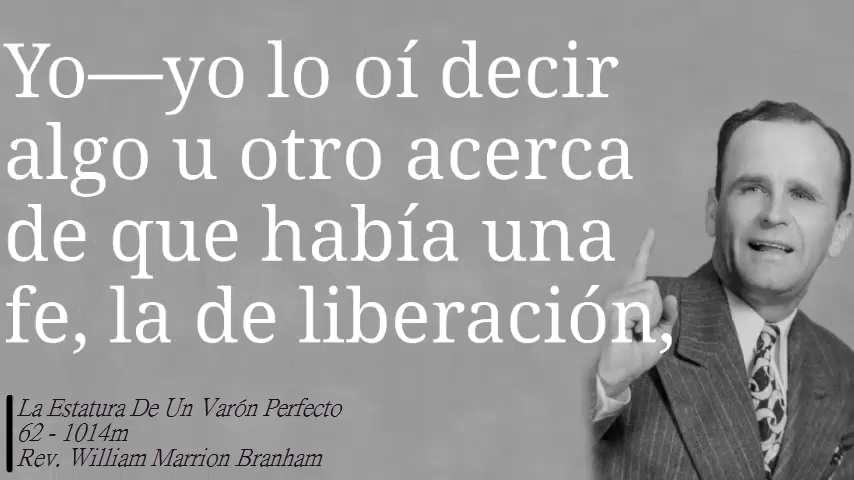 Yo—yo lo oí decir
algo u otro acerca
de que había una
fe, la de liberación,
La Estatura De Un Varón Perfecto
62 - 1014m
Rev. William Marrion Branham